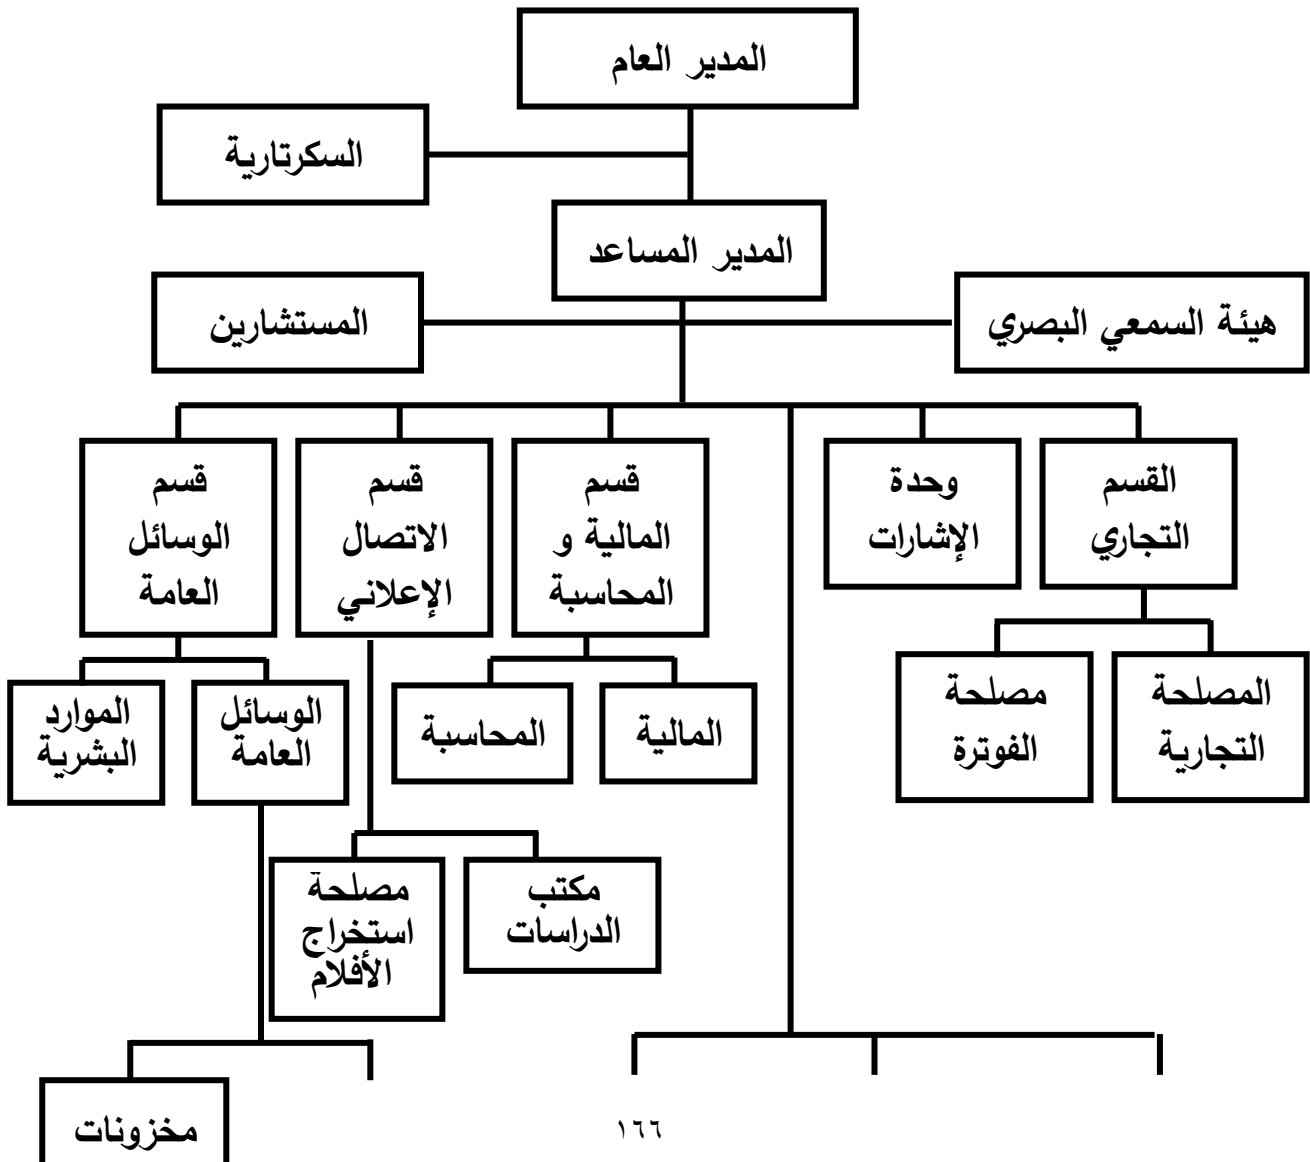 المدير العام
السكرتارية
المدير المساعد
هيئة السمعي البصري
المستشارين
القسم
التجاري
وحدة
الإشارات
قسم
المالية و
المحاسبة
قسم
الاتصال
الإعلاني
قسم
الوسائل
العامة
المصلحة
التجارية
مصلحة
الفوترة
المالية
المحاسبة
الوسائل
العامة
الموارد
البشرية
مكتب
الدراسات
مصلحة
استخراج
الأفلام
مخزونات
١٦٦